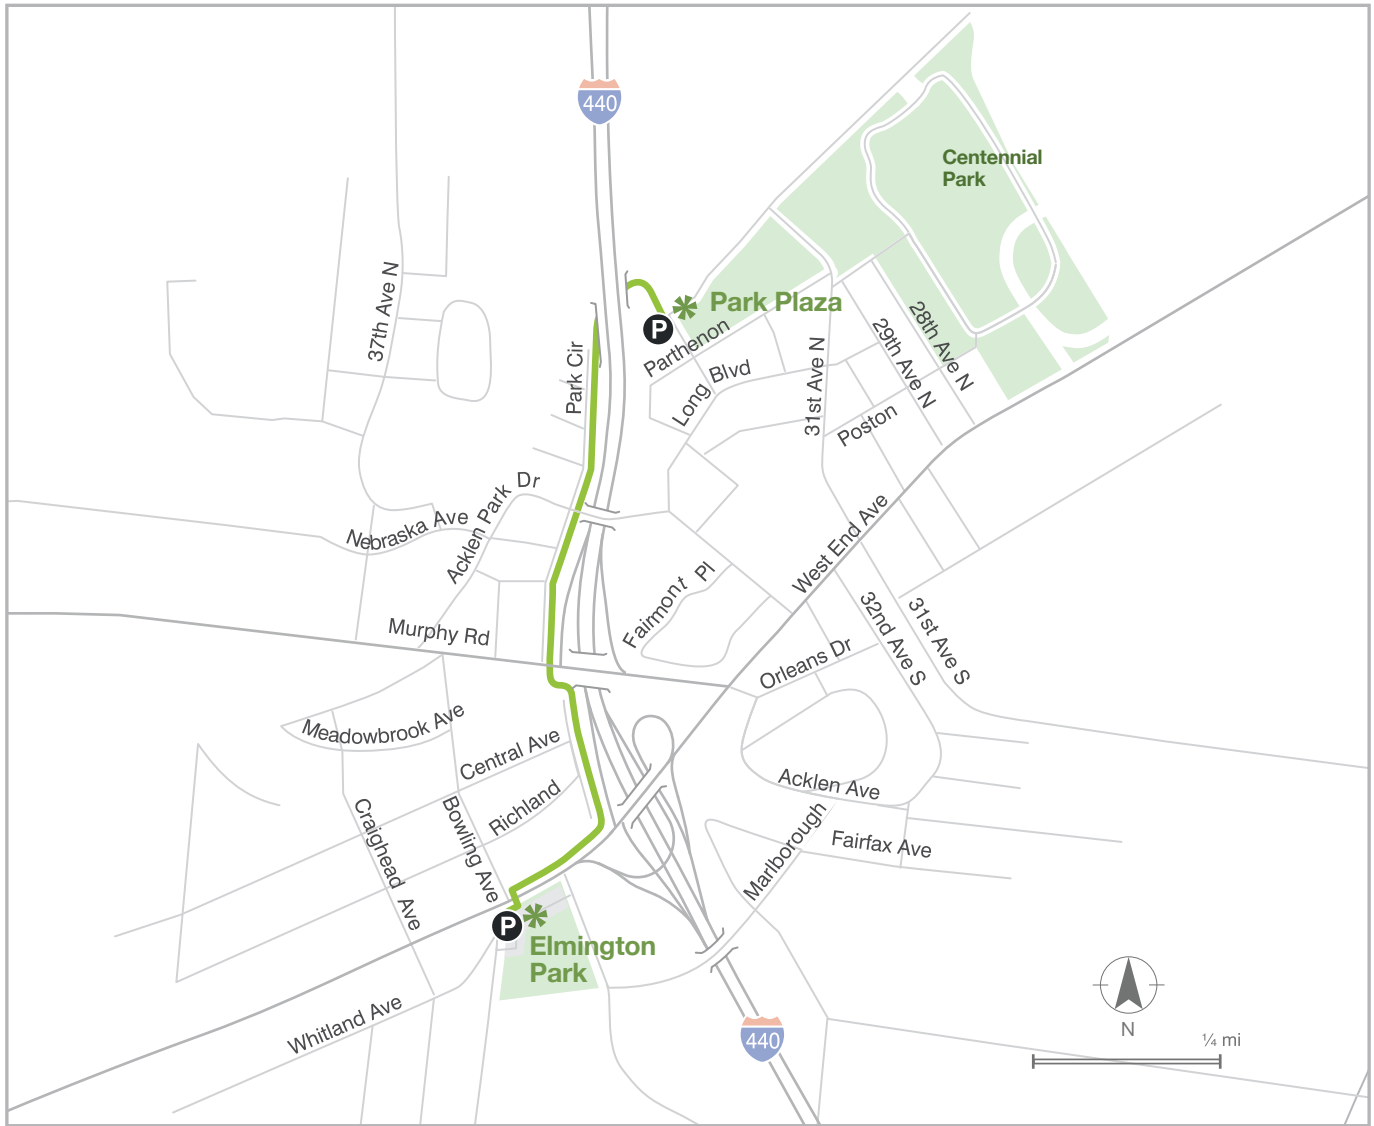 440
Centennial
Park
37th Ave N
Park Plaza
P
Parthenon
28th Ave N
29th Ave N
Park Cir
Long Blvd
31st Ave N
Poston
Acklen Park Dr
Nebraska Ave
West End Ave
Fairmont Pl
Murphy Rd
32nd Ave S
31st Ave S
Orleans Dr
Meadowbrook Ave
Central Ave
Acklen Ave
Richland
Craighead Ave
Bowling Ave
Marlborough
Fairfax Ave
P
Elmington
Park
Whitland Ave
440
N
¼ mi